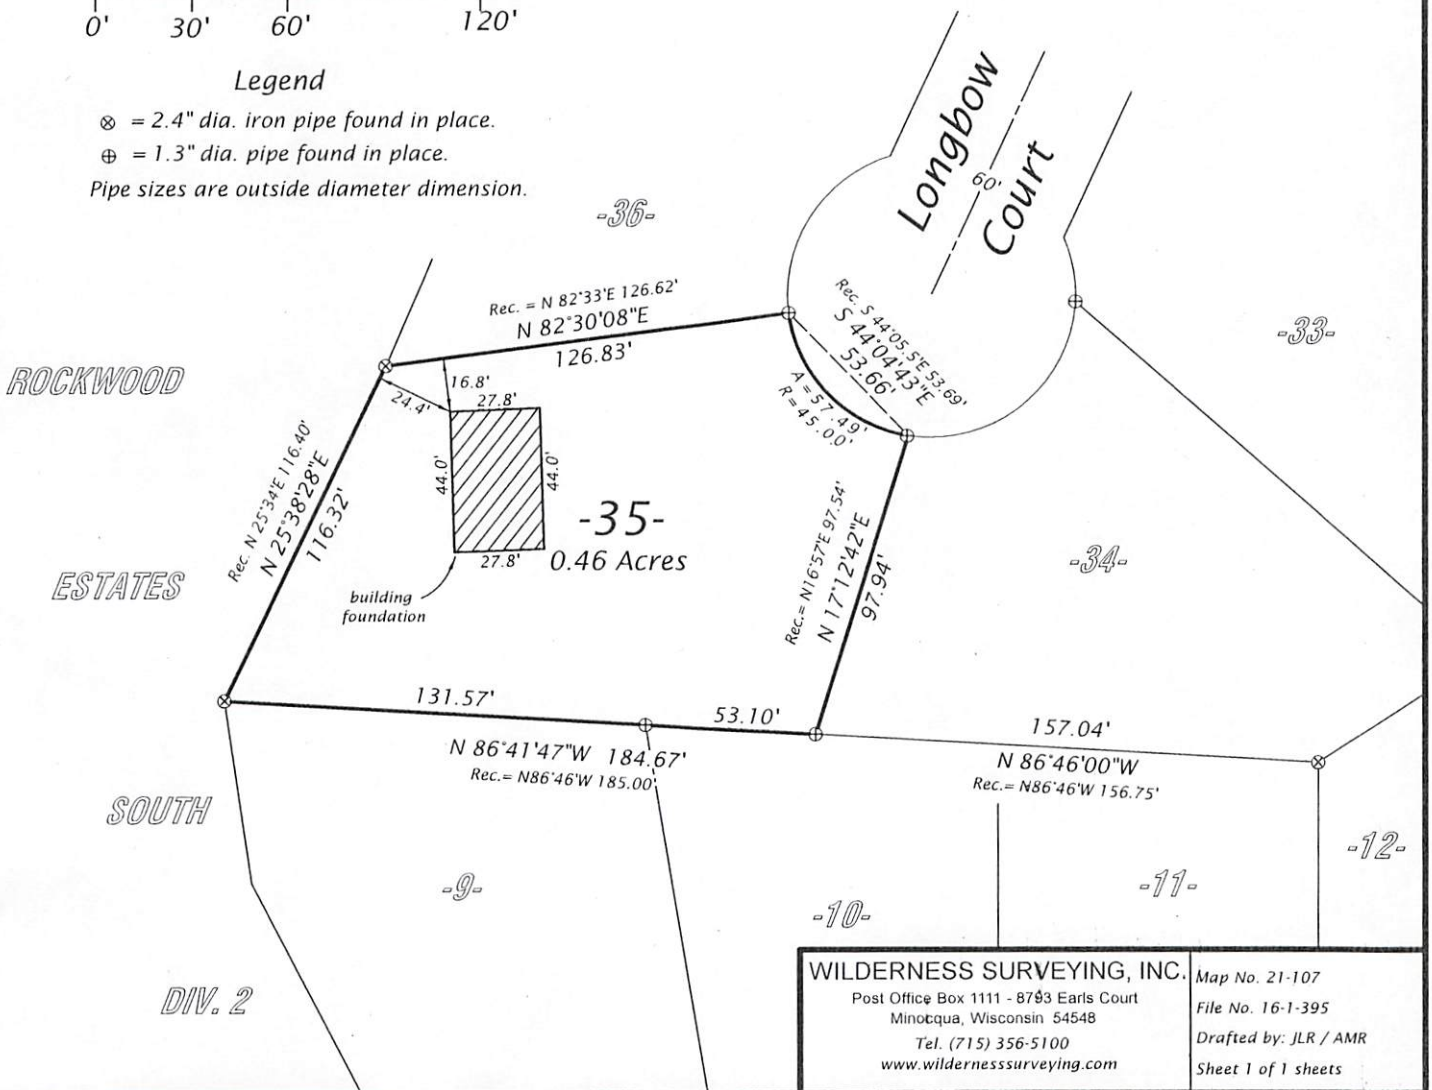 0' 30' 60' 120'
Legend
⊗ = 2.4" dia. iron pipe found in place.
⊕ = 1.3" dia. pipe found in place.
Pipe sizes are outside diameter dimension.
-36-
Longbow
Court
60'
-33-
ROCKWOOD
ESTATES
SOUTH
DIV. 2
Rec. = N 82°33'E 126.62'
N 82°30'08"E
126.83'
Rec. S 44°05.5'E 53.69'
S 44°04'43"E
53.66'
A = 57.49'
R = 45.00'
16.8'
24.4'
27.8'
44.0'
44.0'
27.8'
building
foundation
-35-
0.46 Acres
Rec. N 25°34'E 116.40'
N 25°38'28"E
116.32'
Rec.= N16°57'E 97.54'
N 17°12'42"E
97.94'
-34-
131.57'
53.10'
N 86°41'47"W 184.67'
Rec.= N86°46'W 185.00'
157.04'
N 86°46'00"W
Rec.= N86°46'W 156.75'
-9-
-10-
-11-
-12-
WILDERNESS SURVEYING, INC.
Post Office Box 1111 - 8793 Earls Court
Minocqua, Wisconsin 54548
Tel. (715) 356-5100
www.wildernesssurveying.com
Map No. 21-107
File No. 16-1-395
Drafted by: JLR / AMR
Sheet 1 of 1 sheets